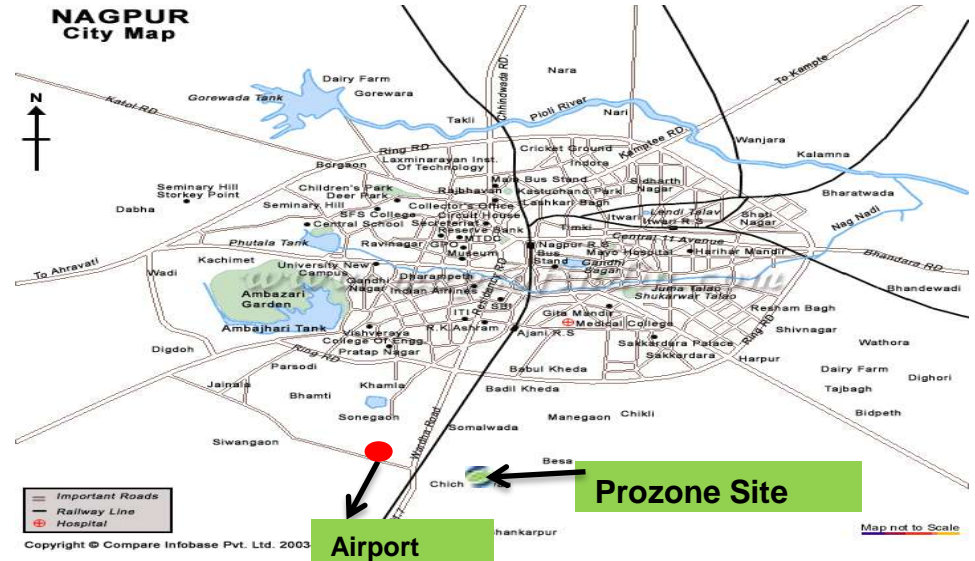 NAGPUR
City Map
N
Dairy Farm
Gorewara
Gorewada Tank
Katol RD
Takli
Chhindwada RD.
Nara
Nari
Pioli River
To Kampte
Kamptee RD
Wanjara
Kalamna
Ring RD
Borgaon
Laxminarayan Inst.
Of Technology
Cricket Ground
Indora
Main Bus Stand
Sidharth
Nagar
Bharatwada
Seminary Hill
Storkey Point
Dabha
Children's Park
Deer Park
Rajbhavan
Kastuchand Park
Seminary Hill
SFS College
Collector's Office
Lashkari Bagh
Central School
Circuit House
Secreteriat
Reserve Bank
Itwari
Lendi Talav
Itwari R.S
Shati
Nagar
Nag Nadi
Timki
MTDC
Phutala Tank
Ravinagar
GPO
Nagpur R.S
Central 11 Avenue
Kachimet
Museum
Bus
Stand
Mayo Hospital
Harihar Mandir
To Ahravati
Wadi
University New
Campus
Dharampeth
Gandhi
Sagar
Bhandara RD
Gandhi
Nagar
Indian Airlines
Residency RD
Juma Talao
Shukarwar Talao
Bhandewadi
Ambazari
Garden
SBI
ITI
Gita Mandir
Resham Bagh
Ambajhari Tank
Vishveraya
College Of Engg.
R.K Ashram
Ajani R.S
Medical College
Shivnagar
Ring RD
Sakkardara Palace
Wathora
Digdoh
Ring RD
Pratap Nagar
Sakkardara
Harpur
Parsodi
Babul Kheda
Dairy Farm
Dighori
Jainala
Khamla
Badil Kheda
Tajbagh
Bhamti
Sonegaon
Manegaon
Chikli
Bidpeth
Siwangaon
Somalwada
Wardha Road
Besa
Chich
Prozone Site
Important Roads
Railway Line
Hospital
Airport
Map not to Scale
Copyright © Compare Infobase Pvt. Ltd. 2003